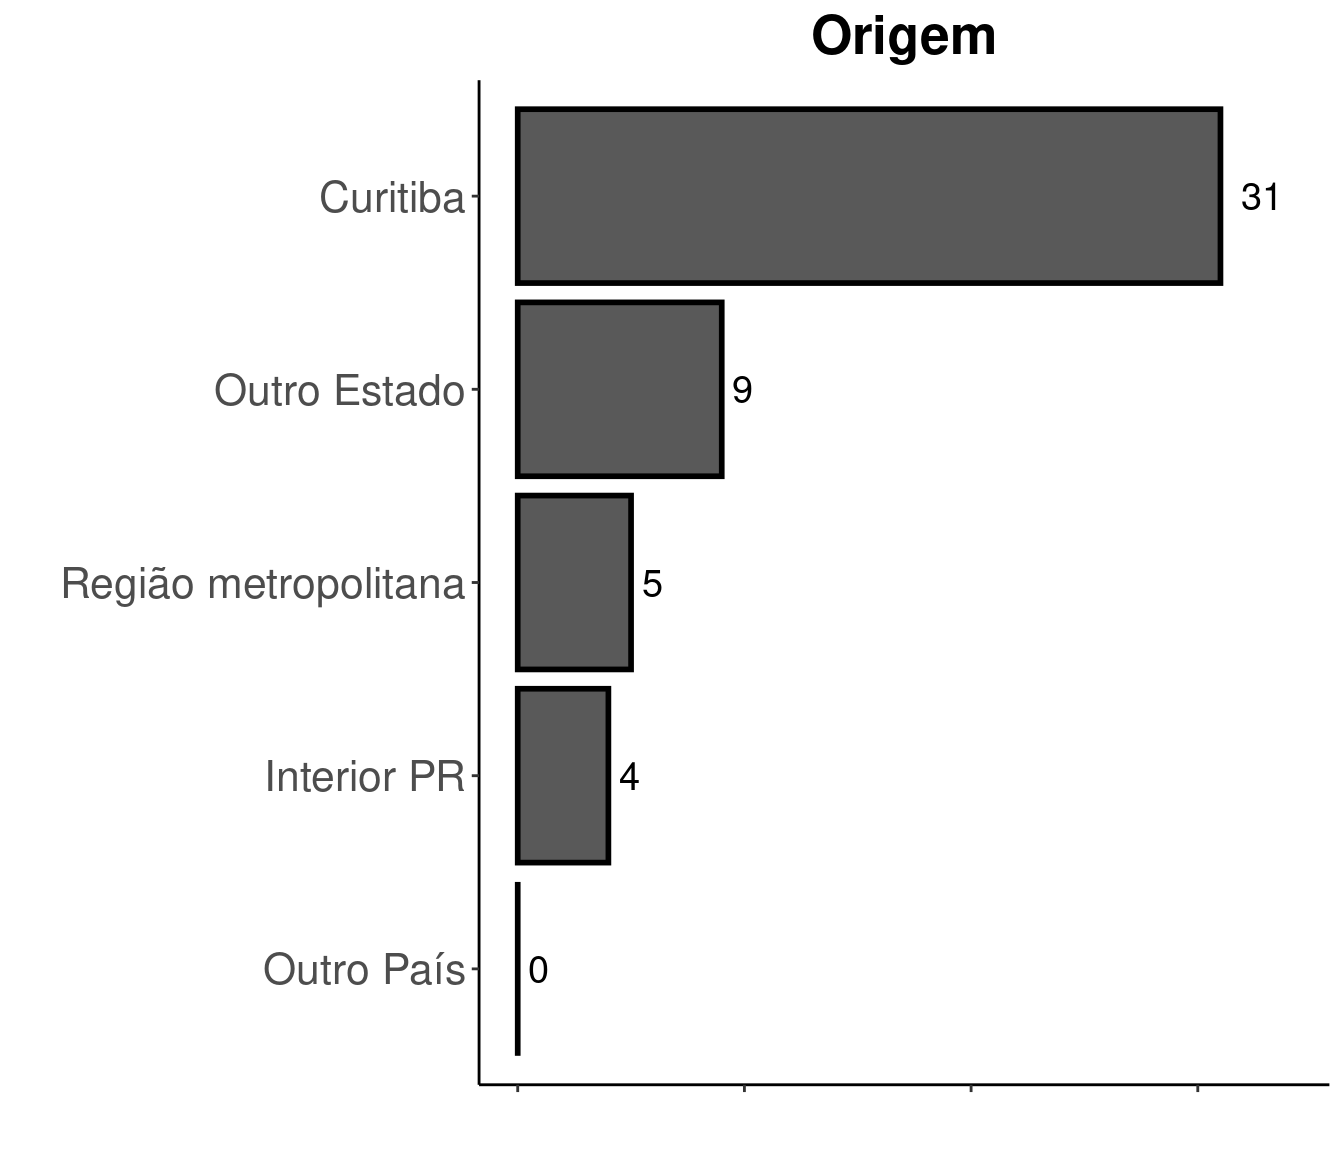 Origem
Curitiba 31
Outro Estado 9
Região metropolitana 5
Interior PR 4
Outro País 0